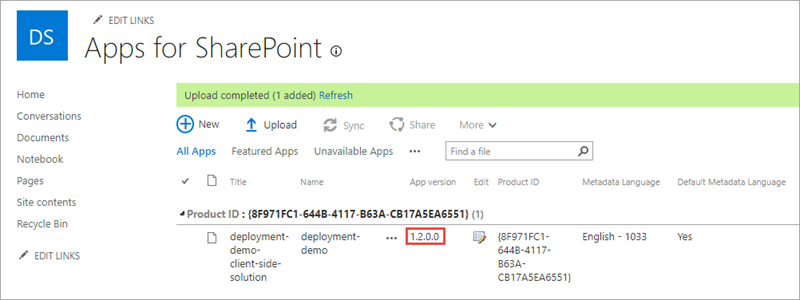 EDIT LINKS
DS
Apps for SharePoint
Home
Conversations
Documents
Notebook
Pages
Site contents
Recycle Bin
EDIT LINKS
Upload completed (1 added) Refresh
New Upload Sync Share More
All Apps Featured Apps Unavailable Apps ••• Find a file
Title Name App version Edit Product ID Metadata Language Default Metadata Language
Product ID : {8F971FC1-644B-4117-B63A-CB17A5EA6551} (1)
deployment- deployment- ••• 1.2.0.0 {8F971FC1- English - 1033 Yes
demo- demo 644B-4117-
client-side- B63A-
solution CB17A5EA6551}